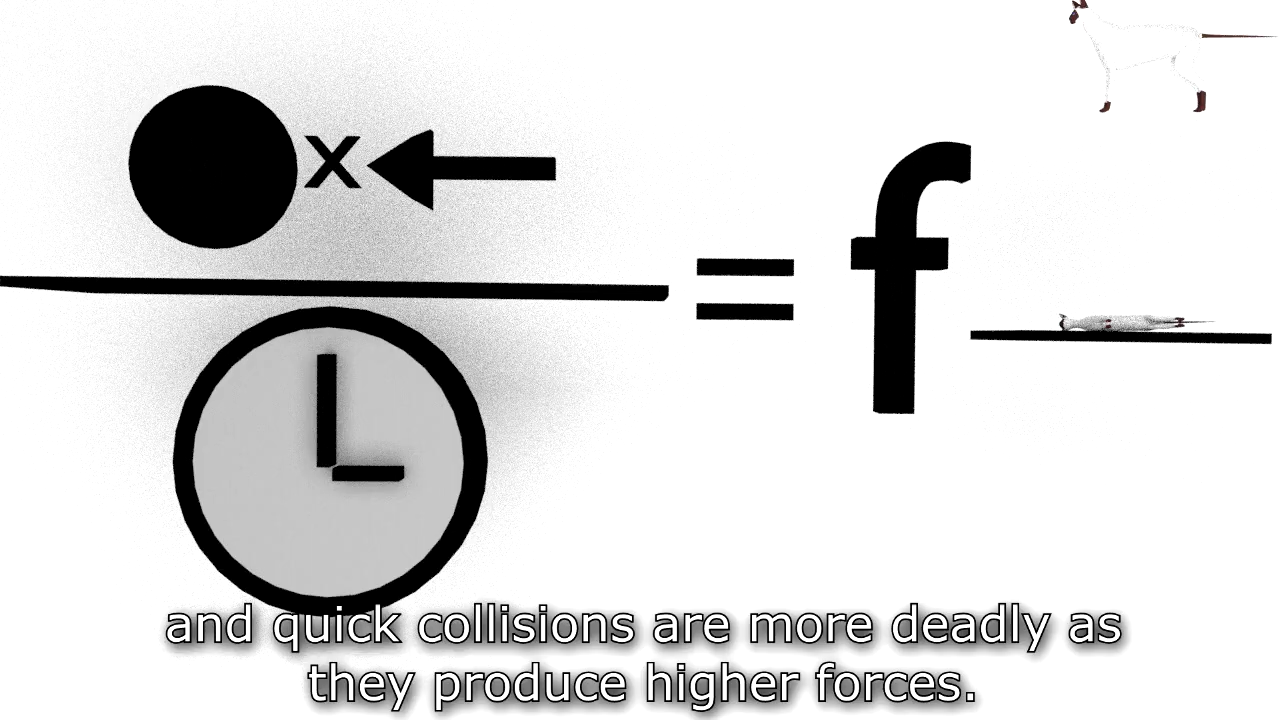 x
= f
and quick collisions are more deadly as
they produce higher forces.